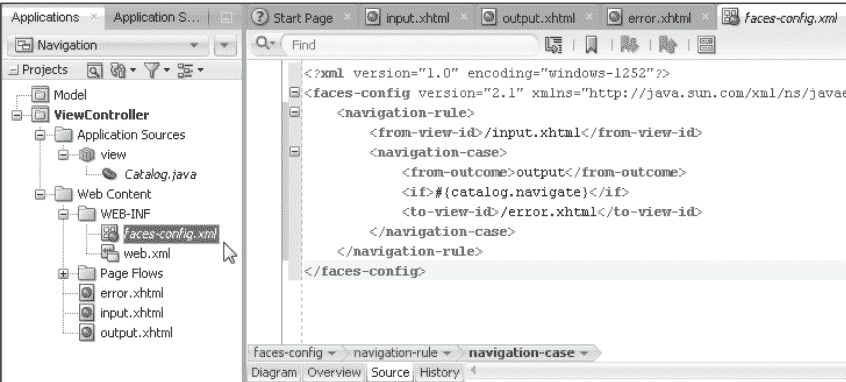 Applications
Application S...
Navigation
Projects
Model
ViewController
Application Sources
view
Catalog.java
Web Content
WEB-INF
faces-config.xml
web.xml
Page Flows
error.xhtml
input.xhtml
output.xhtml
Start Page
input.xhtml
output.xhtml
error.xhtml
faces-config.xml
Find
<?xml version="1.0" encoding="windows-1252"?>
<faces-config version="2.1" xmlns="http://java.sun.com/xml/ns/javae
<navigation-rule>
<from-view-id>/input.xhtml</from-view-id>
<navigation-case>
<from-outcome>output</from-outcome>
<if>#{catalog.navigate}</if>
<to-view-id>/error.xhtml</to-view-id>
</navigation-case>
</navigation-rule>
</faces-config>
faces-config navigation-rule navigation-case
Diagram Overview Source History